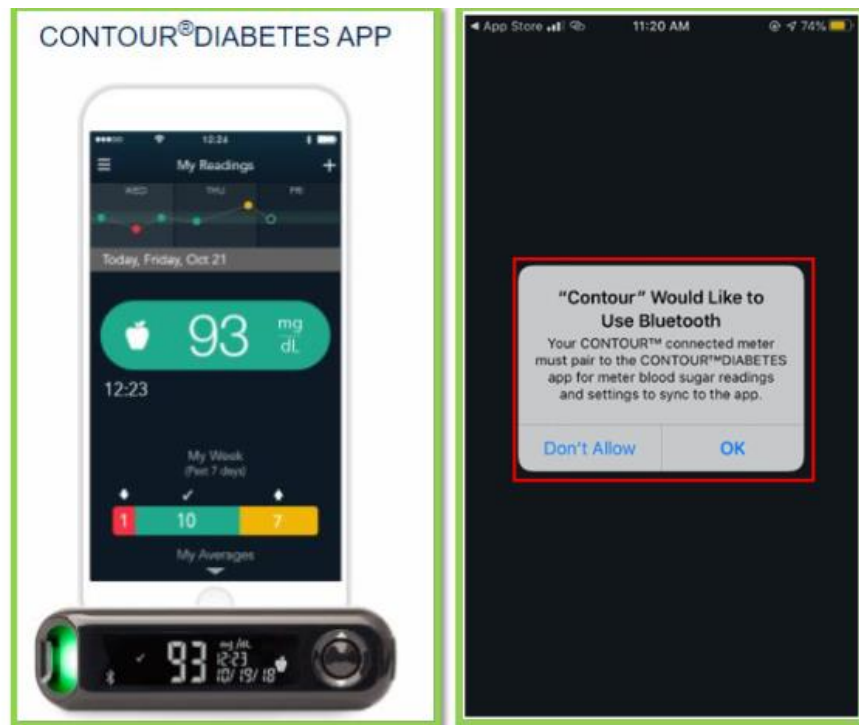 CONTOUR®DIABETES APP
12:24
My Readings
WED THU FRI
Today, Friday, Oct 21
93 mg
dL
12:23
My Week
(Past 7 days)
1 10 7
My Averages
93 mg/dL
12:23
10/19/18
App Store 11:20 AM 74%
"Contour" Would Like to
Use Bluetooth
Your CONTOUR™ connected meter
must pair to the CONTOUR™DIABETES
app for meter blood sugar readings
and settings to sync to the app.
Don't Allow OK